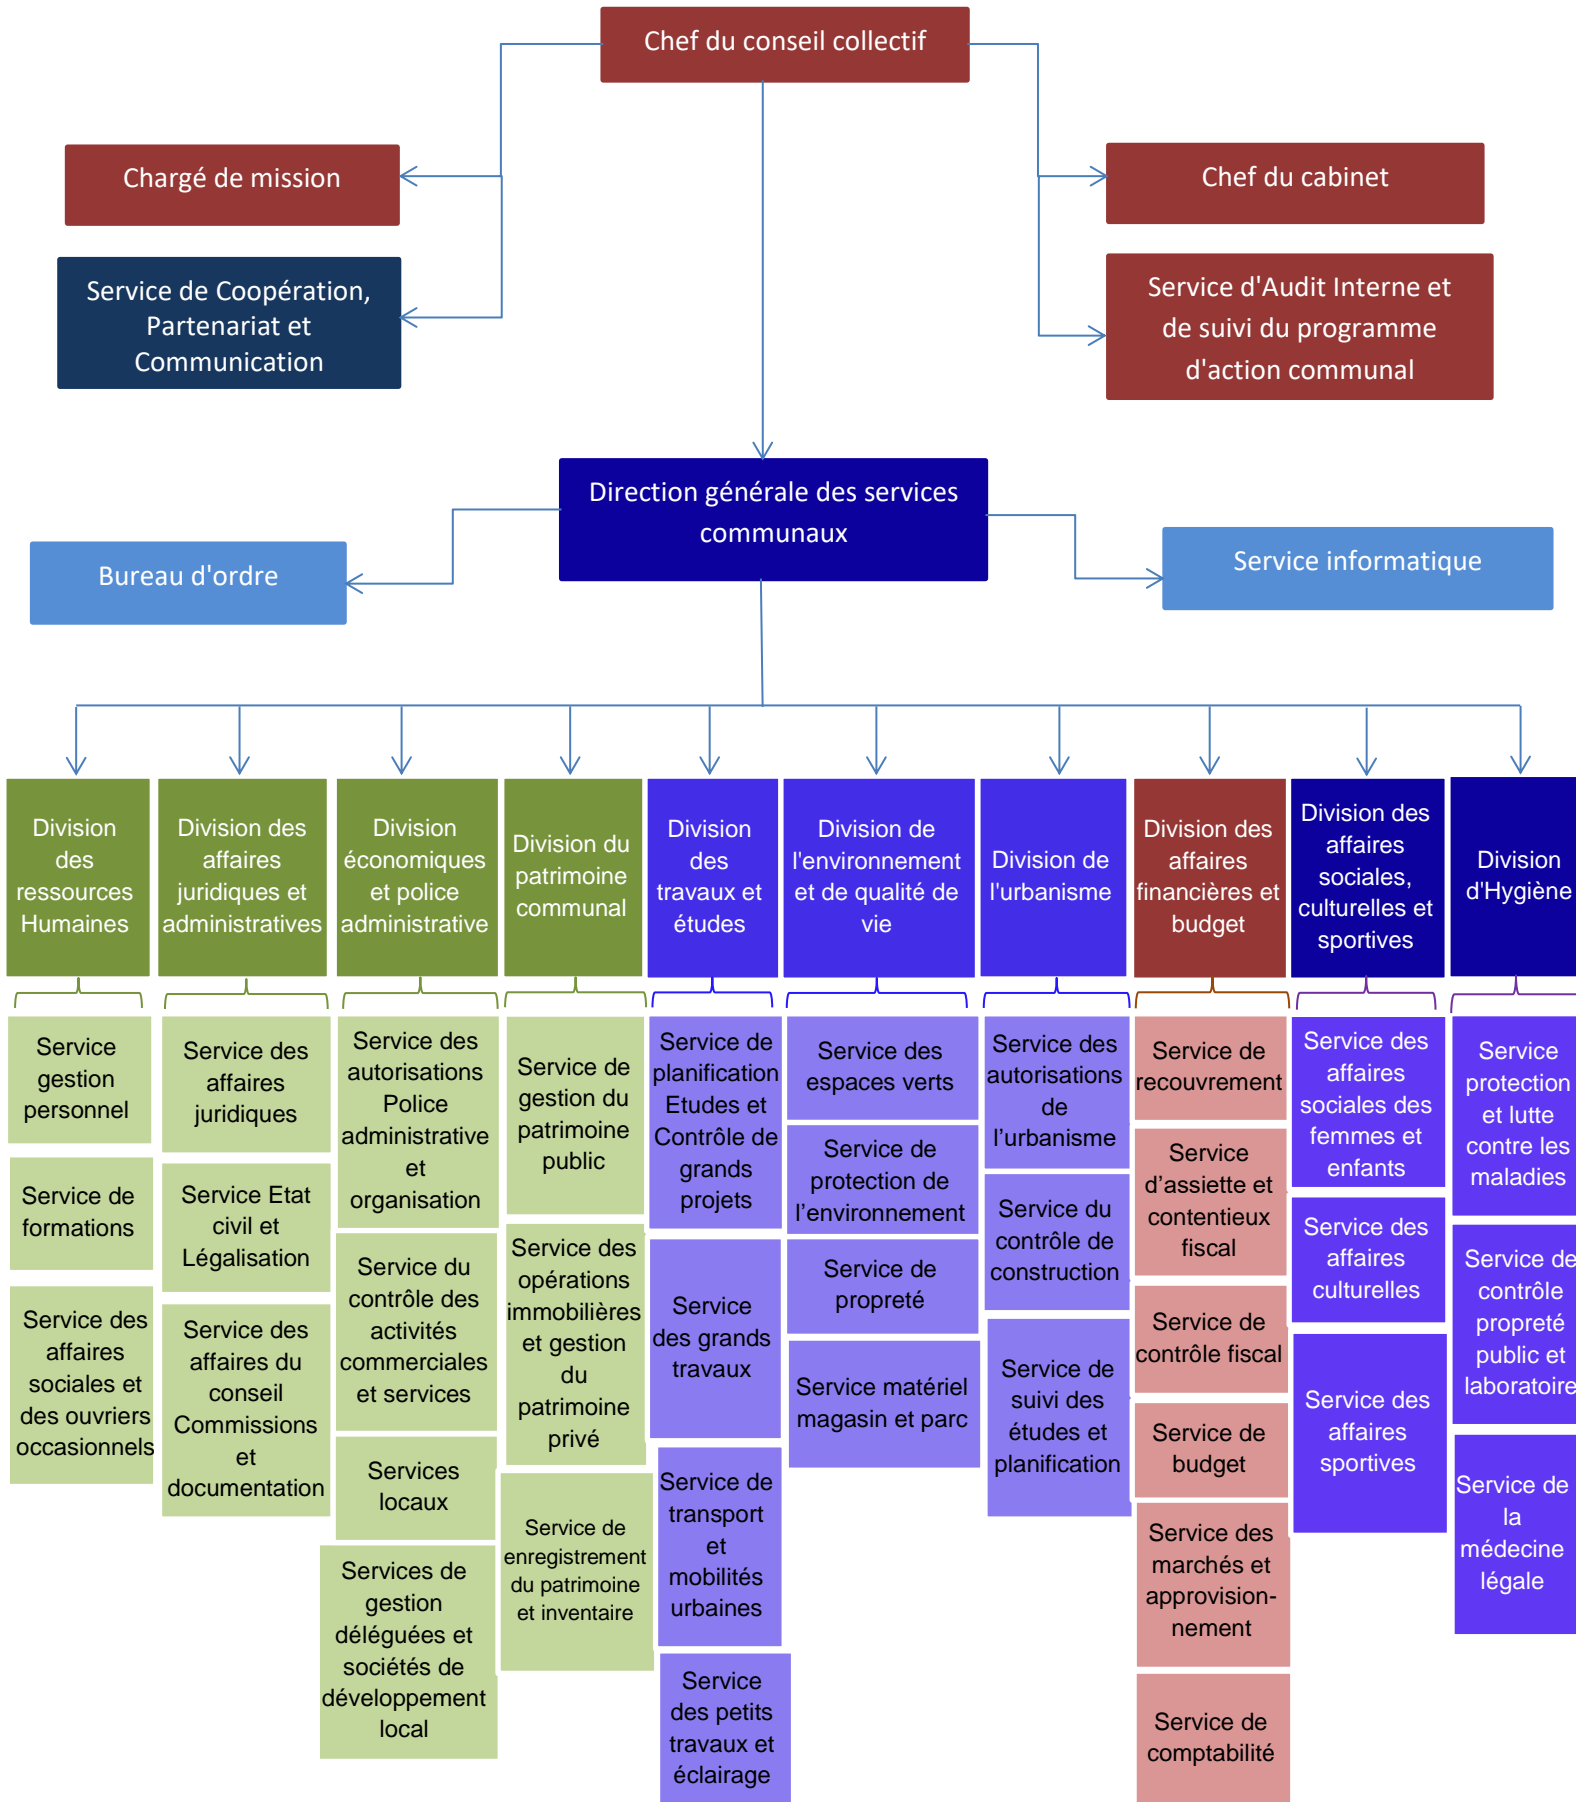 Chef du conseil collectif
Chargé de mission
Chef du cabinet
Service de Coopération,
Partenariat et
Communication
Service d'Audit Interne et
de suivi du programme
d'action communal
Direction générale des services
communaux
Bureau d'ordre
Service informatique
Division
des
ressources
Humaines
Division des
affaires
juridiques et
administratives
Division
économiques
et police
administrative
Division du
patrimoine
communal
Division
des
travaux et
études
Division de
l'environnement
et de qualité de
vie
Division de
l'urbanisme
Division des
affaires
financières et
budget
Division des
affaires
sociales,
culturelles et
sportives
Division
d'Hygiène
Service
gestion
personnel
Service de
formations
Service des
affaires
sociales et
des ouvriers
occasionnels
Service des
affaires
juridiques
Service Etat
civil et
Légalisation
Service des
affaires du
conseil
Commissions
et
documentation
Service des
autorisations
Police
administrative
et
organisation
Service du
contrôle des
activités
commerciales
et services
Services
locaux
Services de
gestion
déléguées et
sociétés de
développement
local
Service de
gestion du
patrimoine
public
Service des
opérations
immobilières
et gestion
du
patrimoine
privé
Service de
enregistrement
du patrimoine
et inventaire
Service de
planification
Etudes et
Contrôle de
grands
projets
Service
des grands
travaux
Service de
transport
et
mobilités
urbaines
Service
des petits
travaux et
éclairage
Service des
espaces verts
Service de
protection de
l’environnement
Service de
propreté
Service matériel
magasin et parc
Service des
autorisations
de
l’urbanisme
Service du
contrôle de
construction
Service de
suivi des
études et
planification
Service de
recouvrement
Service
d’assiette et
contentieux
fiscal
Service de
contrôle fiscal
Service de
budget
Service des
marchés et
approvision-
nement
Service de
comptabilité
Service des
affaires
sociales des
femmes et
enfants
Service des
affaires
culturelles
Service des
affaires
sportives
Service
protection
et lutte
contre les
maladies
Service de
contrôle
propreté
public et
laboratoire
Service de
la
médecine
légale